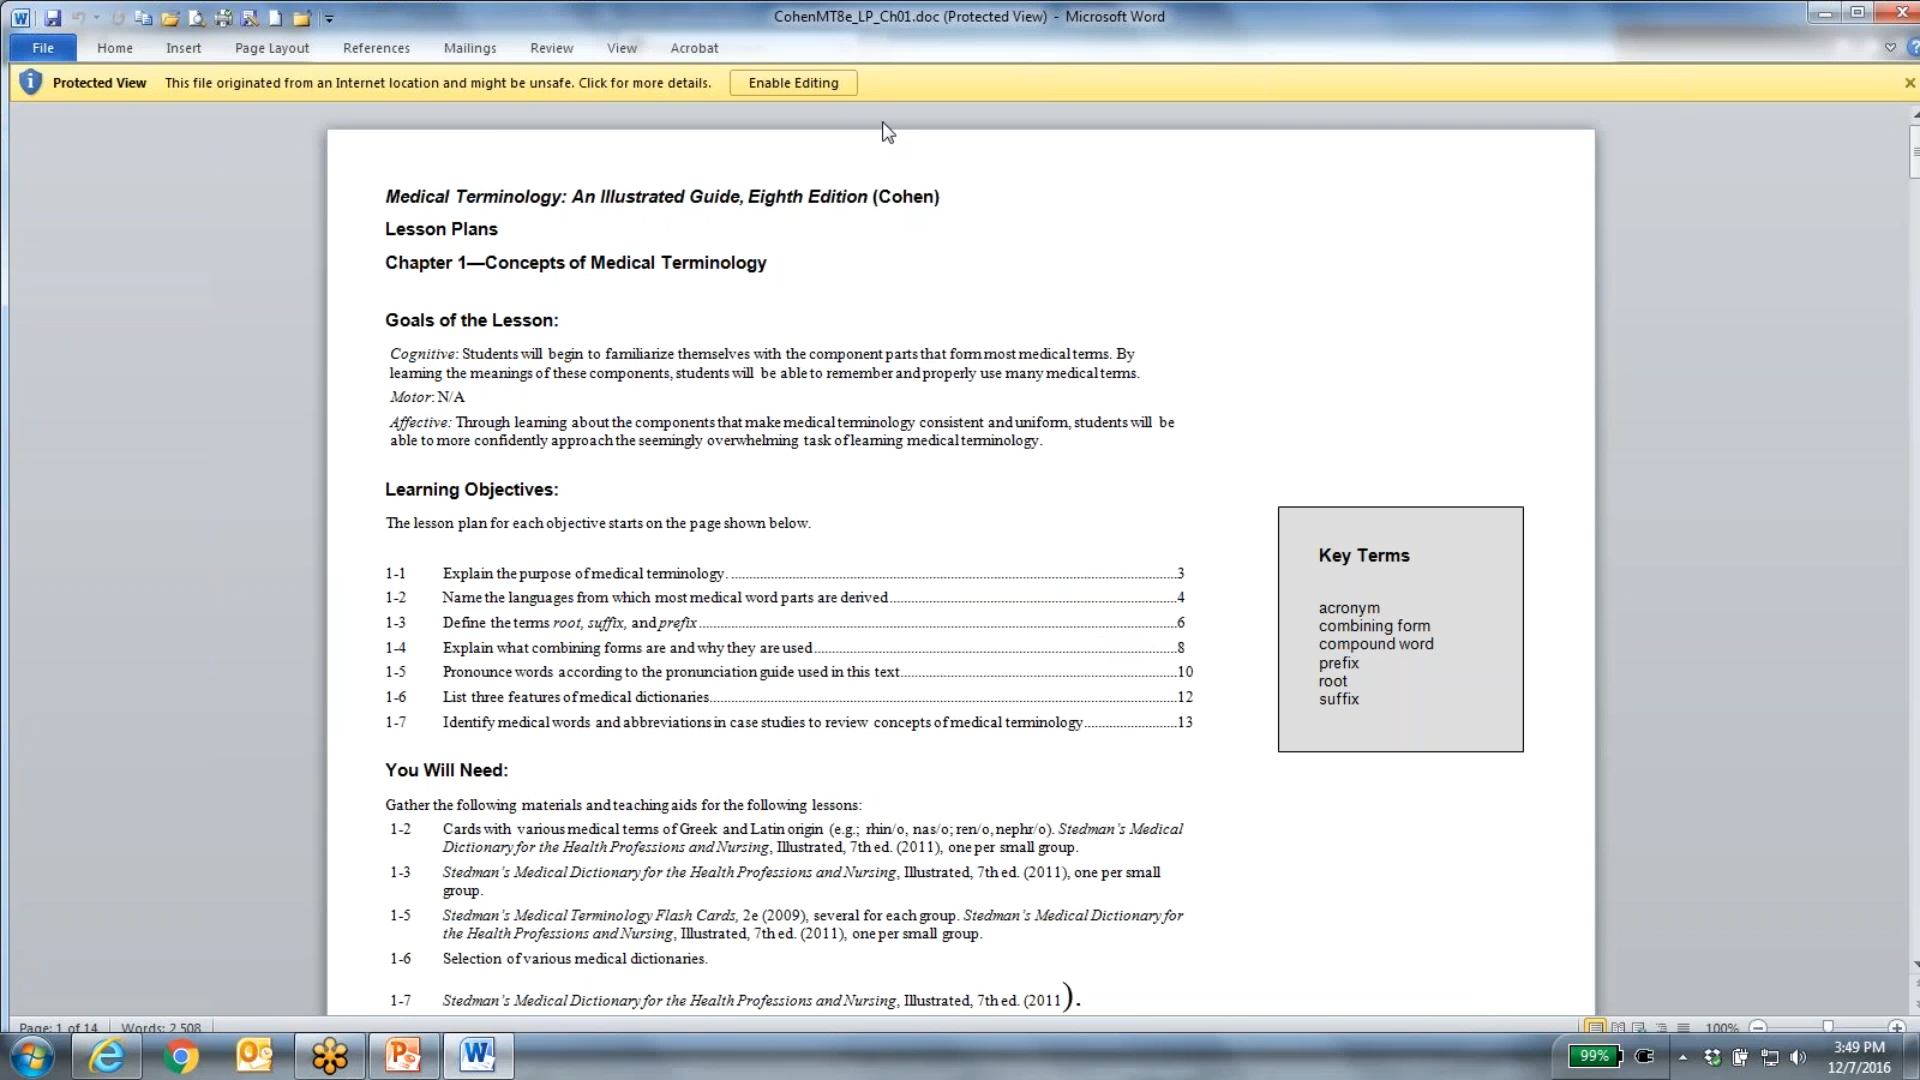 CohenMT8e_LP_Ch01.doc (Protected View) - Microsoft Word
File Home Insert Page Layout References Mailings Review View Acrobat
Protected View This file originated from an Internet location and might be unsafe. Click for more details. Enable Editing
Medical Terminology: An Illustrated Guide, Eighth Edition (Cohen)
Lesson Plans
Chapter 1—Concepts of Medical Terminology
Goals of the Lesson:
Cognitive: Students will begin to familiarize themselves with the component parts that form most medical terms. By
learning the meanings of these components, students will be able to remember and properly use many medical terms.
Motor: N/A
Affective: Through learning about the components that make medical terminology consistent and uniform, students will be
able to more confidently approach the seemingly overwhelming task of learning medical terminology.
Learning Objectives:
The lesson plan for each objective starts on the page shown below.
1-1 Explain the purpose of medical terminology. 3
1-2 Name the languages from which most medical word parts are derived 4
1-3 Define the terms root, suffix, and prefix 6
1-4 Explain what combining forms are and why they are used 8
1-5 Pronounce words according to the pronunciation guide used in this text 10
1-6 List three features of medical dictionaries 12
1-7 Identify medical words and abbreviations in case studies to review concepts of medical terminology 13
Key Terms
acronym
combining form
compound word
prefix
root
suffix
You Will Need:
Gather the following materials and teaching aids for the following lessons:
1-2 Cards with various medical terms of Greek and Latin origin (e.g.; rhin/o, nas/o; ren/o, nephr/o). Stedman's Medical
Dictionary for the Health Professions and Nursing, Illustrated, 7th ed. (2011), one per small group.
1-3 Stedman's Medical Dictionary for the Health Professions and Nursing, Illustrated, 7th ed. (2011), one per small
group.
1-5 Stedman's Medical Terminology Flash Cards, 2e (2009), several for each group. Stedman's Medical Dictionary for
the Health Professions and Nursing, Illustrated, 7th ed. (2011), one per small group.
1-6 Selection of various medical dictionaries.
1-7 Stedman's Medical Dictionary for the Health Professions and Nursing, Illustrated, 7th ed. (2011).
Page: 1 of 14 Words: 2,508 100%
99% 3:49 PM
12/7/2016